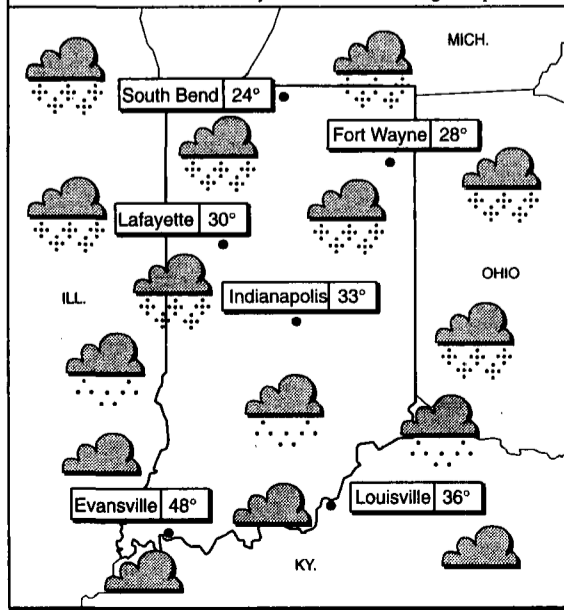 MICH.
South Bend 24°
Fort Wayne 28°
Lafayette 30°
OHIO
ILL.
Indianapolis 33°
Evansville 48°
Louisville 36°
KY.